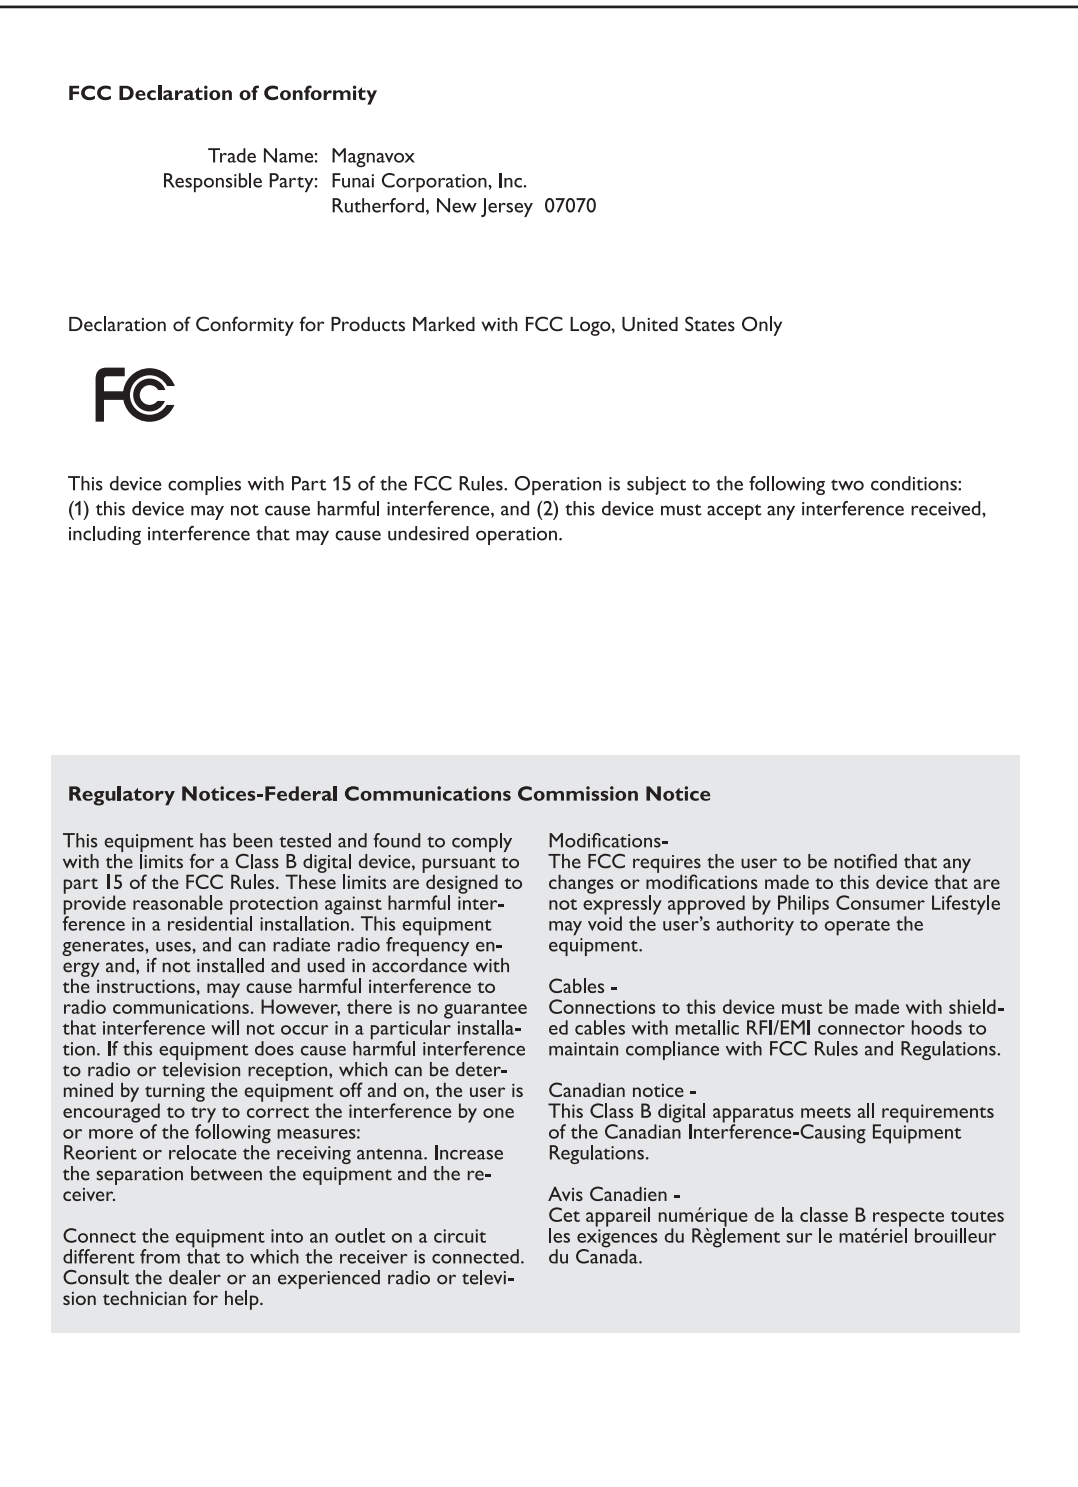 FCC Declaration of Conformity
Trade Name: Magnavox
Responsible Party: Funai Corporation, Inc.
Rutherford, New Jersey 07070
Declaration of Conformity for Products Marked with FCC Logo, United States Only
FC
This device complies with Part 15 of the FCC Rules. Operation is subject to the following two conditions:
(1) this device may not cause harmful interference, and (2) this device must accept any interference received,
including interference that may cause undesired operation.
Regulatory Notices-Federal Communications Commission Notice
This equipment has been tested and found to comply
with the limits for a Class B digital device, pursuant to
part 15 of the FCC Rules. These limits are designed to
provide reasonable protection against harmful inter-
ference in a residential installation. This equipment
generates, uses, and can radiate radio frequency en-
ergy and, if not installed and used in accordance with
the instructions, may cause harmful interference to
radio communications. However, there is no guarantee
that interference will not occur in a particular installa-
tion. If this equipment does cause harmful interference
to radio or television reception, which can be deter-
mined by turning the equipment off and on, the user is
encouraged to try to correct the interference by one
or more of the following measures:
Reorient or relocate the receiving antenna. Increase
the separation between the equipment and the re-
ceiver.
Connect the equipment into an outlet on a circuit
different from that to which the receiver is connected.
Consult the dealer or an experienced radio or televi-
sion technician for help.
Modifications-
The FCC requires the user to be notified that any
changes or modifications made to this device that are
not expressly approved by Philips Consumer Lifestyle
may void the user's authority to operate the
equipment.
Cables -
Connections to this device must be made with shield-
ed cables with metallic RFI/EMI connector hoods to
maintain compliance with FCC Rules and Regulations.
Canadian notice -
This Class B digital apparatus meets all requirements
of the Canadian Interference-Causing Equipment
Regulations.
Avis Canadien -
Cet appareil numérique de la classe B respecte toutes
les exigences du Règlement sur le matériel brouilleur
du Canada.